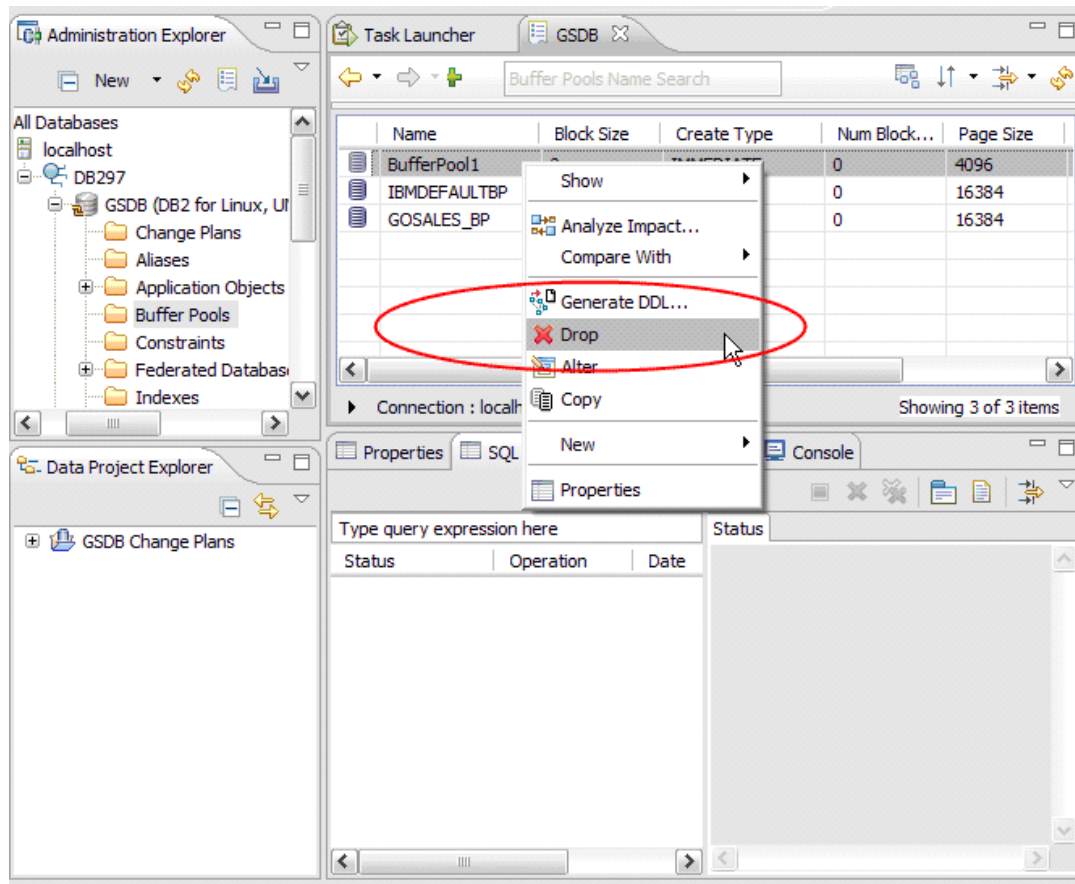 Administration Explorer
New
All Databases
localhost
DB297
GSDB (DB2 for Linux, UI
Change Plans
Aliases
Application Objects
Buffer Pools
Constraints
Federated Databas
Indexes
Data Project Explorer
GSDB Change Plans
Task Launcher
GSDB
Buffer Pools Name Search
Name Block Size Create Type Num Block... Page Size
BufferPool1 0 IMMEDIATE 0 4096
IBMDEFAULTBP 0 16384
GOSALES_BP 0 16384
Show
Analyze Impact...
Compare With
Generate DDL...
Drop
Alter
Copy
New
Properties
Connection : localh
Showing 3 of 3 items
Properties SQL Console
Type query expression here
Status Operation Date
Status